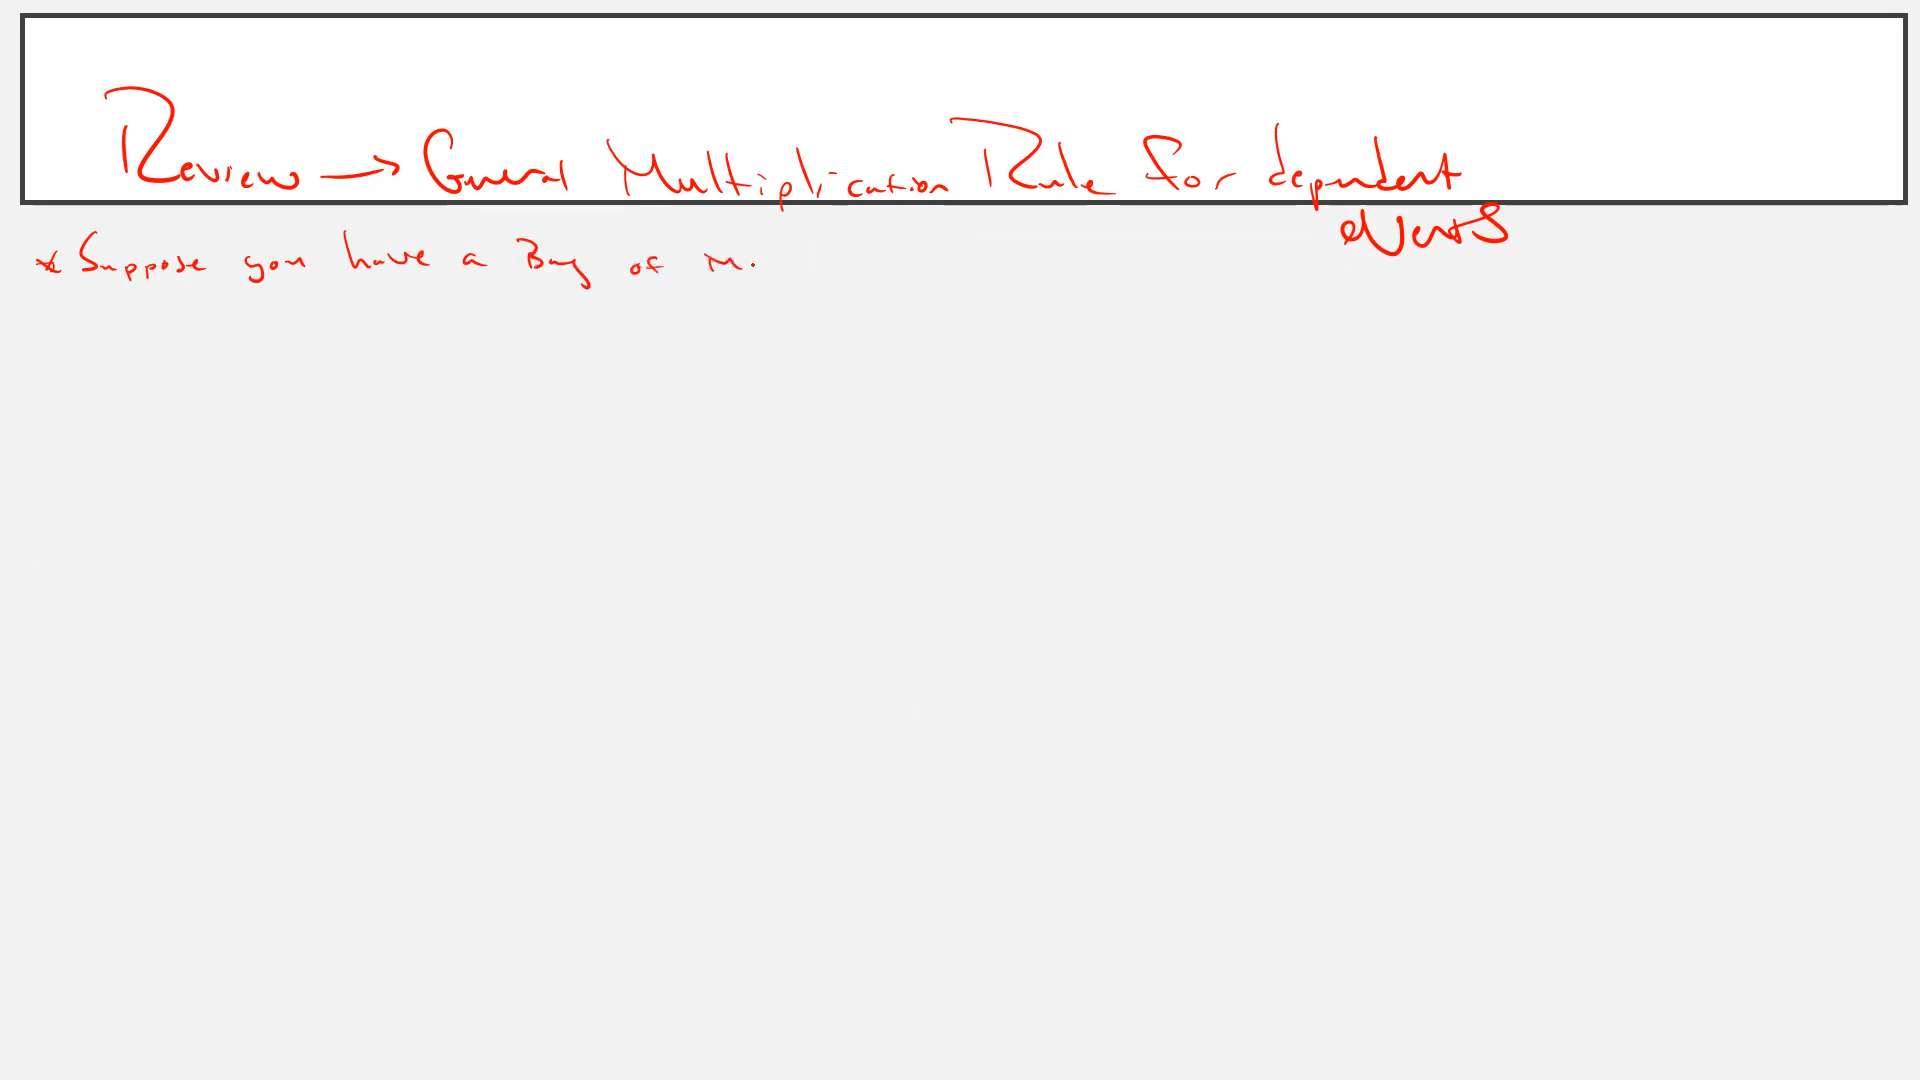 Review → General Multiplication Rule For dependent
events
* Suppose you have a Bag of M